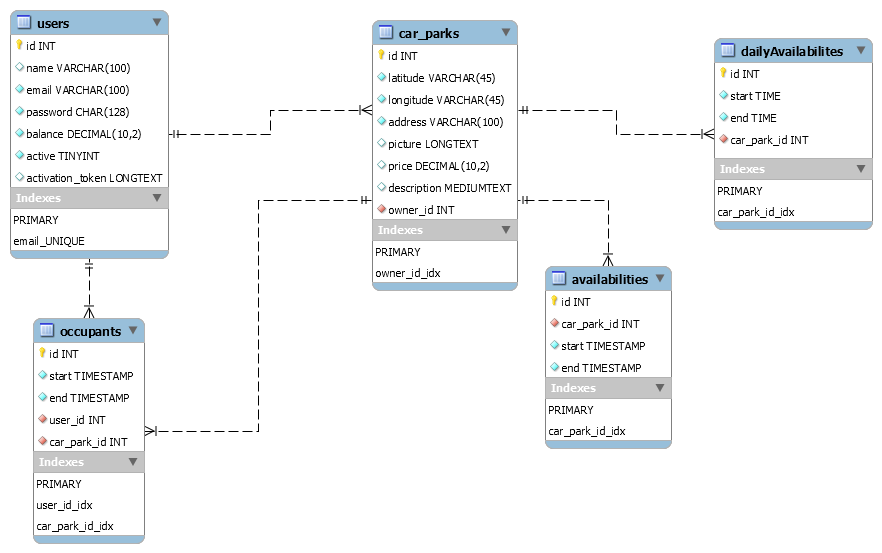 users
id INT
name VARCHAR(100)
email VARCHAR(100)
password CHAR(128)
balance DECIMAL(10,2)
active TINYINT
activation_token LONGTEXT
Indexes
PRIMARY
email_UNIQUE
occupants
id INT
start TIMESTAMP
end TIMESTAMP
user_id INT
car_park_id INT
Indexes
PRIMARY
user_id_idx
car_park_id_idx
car_parks
id INT
latitude VARCHAR(45)
longitude VARCHAR(45)
address VARCHAR(100)
picture LONGTEXT
price DECIMAL(10,2)
description MEDIUMTEXT
owner_id INT
Indexes
PRIMARY
owner_id_idx
availabilities
id INT
car_park_id INT
start TIMESTAMP
end TIMESTAMP
Indexes
PRIMARY
car_park_id_idx
dailyAvailabilites
id INT
start TIME
end TIME
car_park_id INT
Indexes
PRIMARY
car_park_id_idx